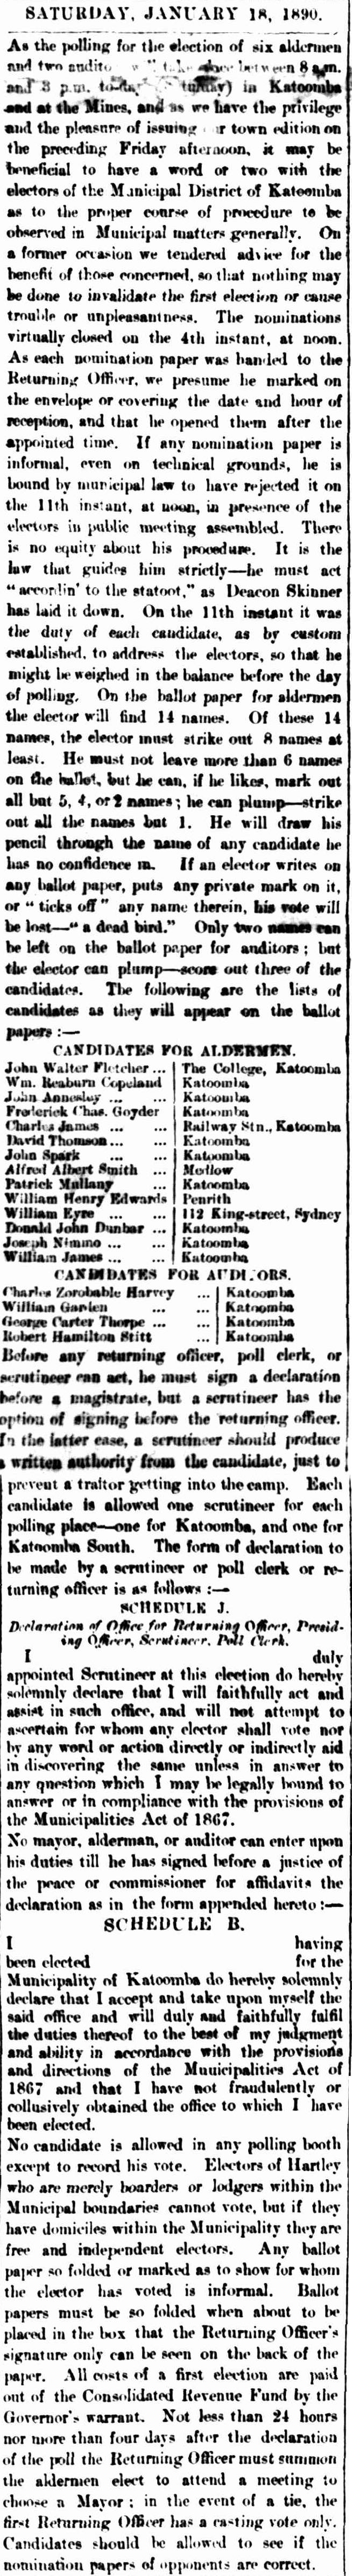 SATURDAY, JANUARY 18, 1890.
As the polling for the election of six aldermen
and two between 8 a.m.
and 3 p.m. in Katoomba
and at the Mines, and as we have the privilege
and the pleasure of issuing town edition on
the preceding Friday afternoon, it may be
beneficial to have a word or two with the
electors of the Municipal District of Katoomba
as to the proper course of procedure to be
observed in Municipal matters generally. On
a former occasion we tendered advice for the
benefit of those concerned, so that nothing may
be done to invalidate the first election or cause
trouble or unpleasantness. The nominations
virtually closed on the 4th instant, at noon.
As each nomination paper was handed to the
Returning Officer, we presume he marked on
the envelope or covering the date and hour of
reception, and that he opened them after the
appointed time. If any nomination paper is
informal, even on technical grounds, he is
bound by municipal law to have rejected it on
the 11th instant, at noon, in presence of the
electors in public meeting assembled. There
is no equity about his procedure. It is the
law that guides him strictly—he must act
"accordin' to the statoot," as Deacon Skinner
has laid it down. On the 11th instant it was
the duty of each candidate, as by custom
established, to address the electors, so that he
might be weighed in the balance before the day
of polling. On the ballot paper for aldermen
the elector will find 14 names. Of these 14
names, the elector must strike out 8 names at
least. He must not leave more than 6 names
on the ballot, but he can, if he likes, mark out
all but 5, 4, or 2 names; he can plump—strike
out all the names but 1. He will draw his
pencil through the name of any candidate he
has no confidence in. If an elector writes on
any ballot paper, puts any private mark on it,
or "ticks off" any name therein, his vote will
be lost—"a dead bird." Only two names can
be left on the ballot paper for auditors; but
the elector can plump—score out three of the
candidates. The following are the lists of
candidates as they will appear on the ballot
papers :—
CANDIDATES FOR ALDERMEN.
John Walter Fletcher ... The College, Katoomba
Wm. Reaburn Copeland Katoomba
John Annesley ... ... Katoomba
Frederick Chas. Goyder Katoomba
Charles James ... ... Railway Stn., Katoomba
David Thomson ... ... Katoomba
John Spark ... ... Katoomba
Alfred Albert Smith ... Medlow
Patrick Mullany ... Katoomba
William Henry Edwards Penrith
William Eyre ... ... 112 King-street, Sydney
Donald John Dunbar ... Katoomba
Joseph Nimmo ... ... Katoomba
William James ... ... Katoomba
CANDIDATES FOR AUDITORS.
Charles Zorobable Harvey ... Katoomba
William Garlen ... ... Katoomba
George Carter Thorpe ... ... Katoomba
Robert Hamilton Stitt ... Katoomba
Before any returning officer, poll clerk, or
scrutineer can act, he must sign a declaration
before a magistrate, but a scrutineer has the
option of signing before the returning officer.
In the latter case, a scrutineer should produce
a written authority from the candidate, just to
prevent a traitor getting into the camp. Each
candidate is allowed one scrutineer for each
polling place—one for Katoomba, and one for
Katoomba South. The form of declaration to
be made by a scrutineer or poll clerk or re-
turning officer is as follows :—
SCHEDULE J.
Declaration of Office for Returning Officer, Presid-
ing Officer, Scrutineer, Poll Clerk.
I duly
appointed Scrutineer at this election do hereby
solemnly declare that I will faithfully act and
assist in such office, and will not attempt to
ascertain for whom any elector shall vote nor
by any word or action directly or indirectly aid
in discovering the same unless in answer to
any question which I may be legally bound to
answer or in compliance with the provisions of
the Municipalities Act of 1867.
No mayor, alderman, or auditor can enter upon
his duties till he has signed before a justice of
the peace or commissioner for affidavits the
declaration as in the form appended hereto :—
SCHEDULE B.
I having
been elected for the
Municipality of Katoomba do hereby solemnly
declare that I accept and take upon myself the
said office and will duly and faithfully fulfil
the duties thereof to the best of my judgment
and ability in accordance with the provisions
and directions of the Municipalities Act of
1867 and that I have not fraudulently or
collusively obtained the office to which I have
been elected.
No candidate is allowed in any polling booth
except to record his vote. Electors of Hartley
who are merely boarders or lodgers within the
Municipal boundaries cannot vote, but if they
have domiciles within the Municipality they are
free and independent electors. Any ballot
paper so folded or marked as to show for whom
the elector has voted is informal. Ballot
papers must be so folded when about to be
placed in the box that the Returning Officer's
signature only can be seen on the back of the
paper. All costs of a first election are paid
out of the Consolidated Revenue Fund by the
Governor's warrant. Not less than 24 hours
nor more than four days after the declaration
of the poll the Returning Officer must summon
the aldermen elect to attend a meeting to
choose a Mayor; in the event of a tie, the
first Returning Officer has a casting vote only.
Candidates should be allowed to see if the
nomination papers of opponents are correct.